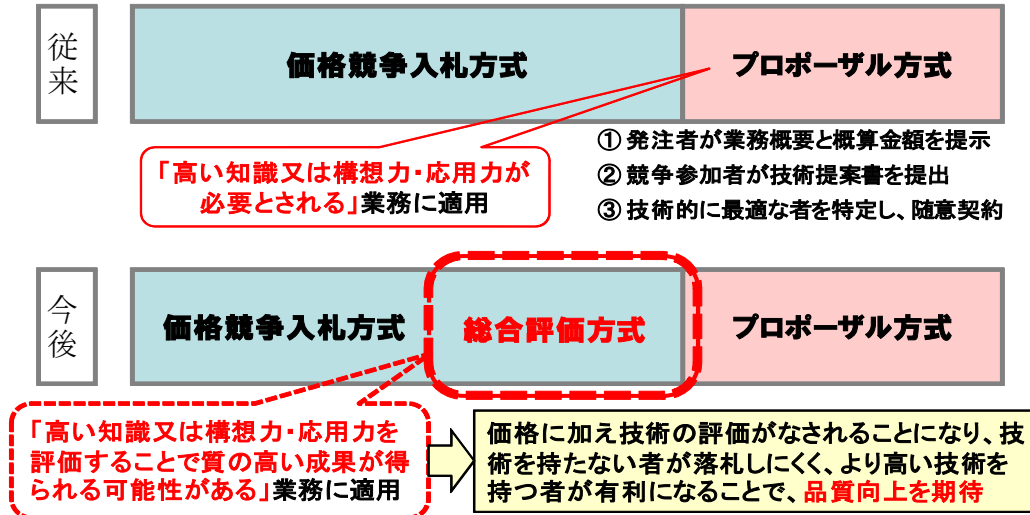 従来
価格競争入札方式
プロポーザル方式
「高い知識又は構想力・応用力が
必要とされる」業務に適用
① 発注者が業務概要と概算金額を提示
② 競争参加者が技術提案書を提出
③ 技術的に最適な者を特定し、随意契約
今後
価格競争入札方式
総合評価方式
プロポーザル方式
「高い知識又は構想力・応用力を
評価することで質の高い成果が得
られる可能性がある」業務に適用
価格に加え技術の評価がなされることになり、技
術を持たない者が落札しにくく、より高い技術を
持つ者が有利になることで、品質向上を期待